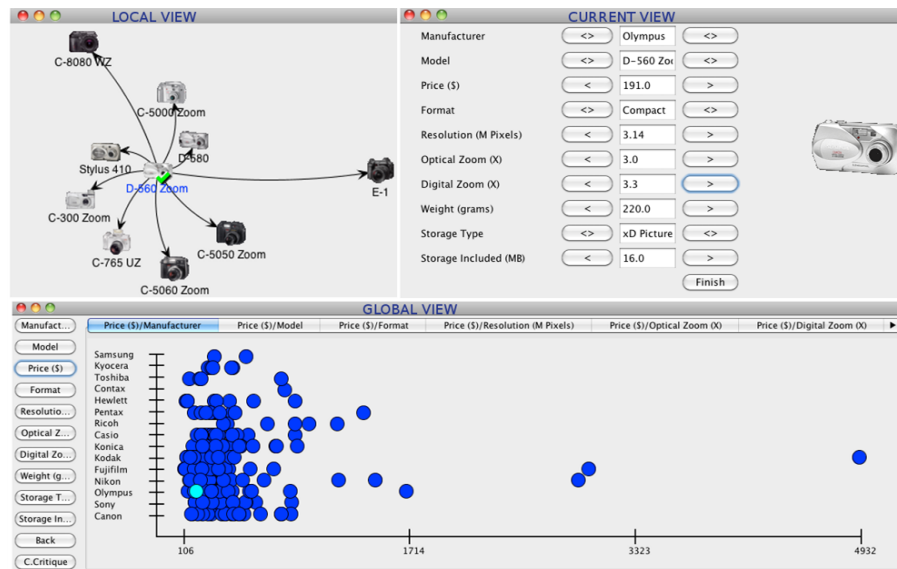 LOCAL VIEW
C-8080 WZ
C-5000 Zoom
D-580
Stylus 410
D-560 Zoom
E-1
C-300 Zoom
C-765 UZ
C-5050 Zoom
C-5060 Zoom
CURRENT VIEW
Manufacturer <> Olympus <>
Model <> D-560 Zoo <>
Price ($) < 191.0 >
Format <> Compact <>
Resolution (M Pixels) < 3.14 >
Optical Zoom (X) < 3.0 >
Digital Zoom (X) < 3.3 >
Weight (grams) < 220.0 >
Storage Type <> xD Picture <>
Storage Included (MB) < 16.0 >
Finish
GLOBAL VIEW
Manufact...
Model
Price ($)
Format
Resolutio...
Optical Z...
Digital Zo...
Weight (g...
Storage T...
Storage In...
Back
C.Critique
Price ($)/Manufacturer Price ($)/Model Price ($)/Format Price ($)/Resolution (M Pixels) Price ($)/Optical Zoom (X) Price ($)/Digital Zoom (X)
Samsung
Kyocera
Toshiba
Contax
Hewlett
Pentax
Ricoh
Casio
Konica
Kodak
Fujifilm
Nikon
Olympus
Sony
Canon
106 1714 3323 4932